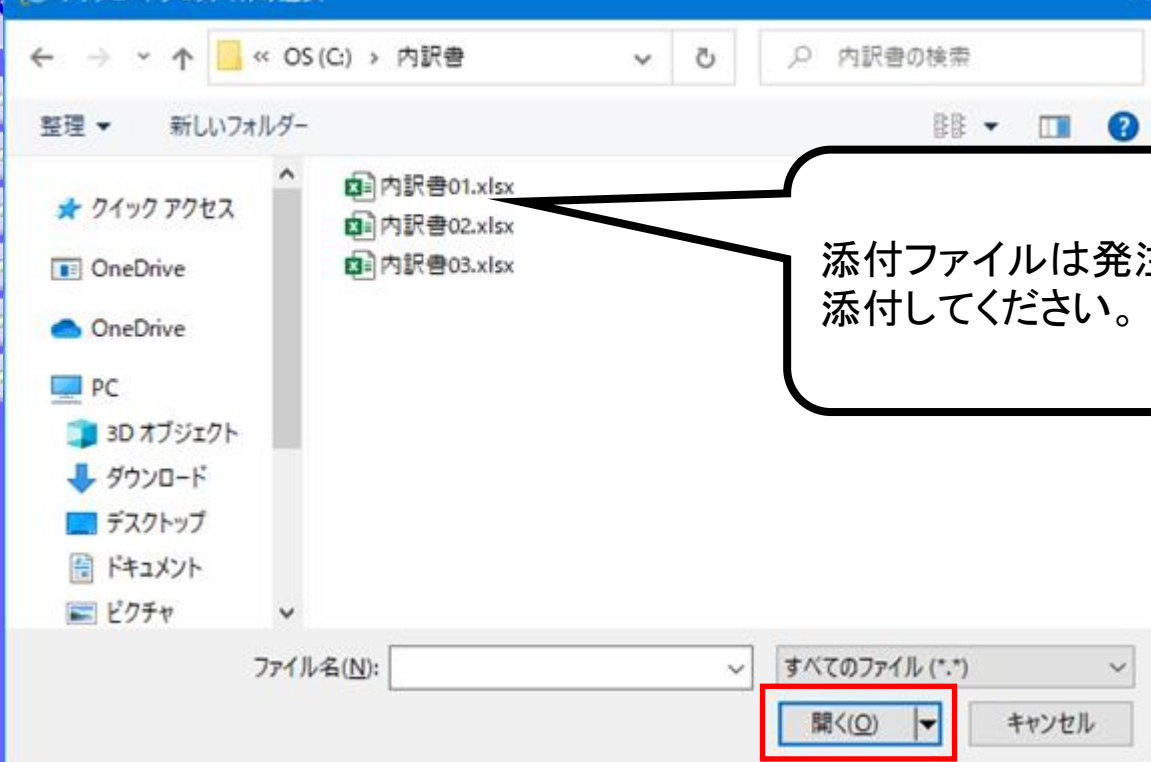 « OS (C:) › 内訳書
内訳書の検索
整理 新しいフォルダー
クイック アクセス
OneDrive
OneDrive
PC
3D オブジェクト
ダウンロード
デスクトップ
ドキュメント
ピクチャ
内訳書01.xlsx
内訳書02.xlsx
内訳書03.xlsx
添付ファイルは発注
添付してください。
ファイル名(N):
すべてのファイル (*.*)
開く(O) キャンセル